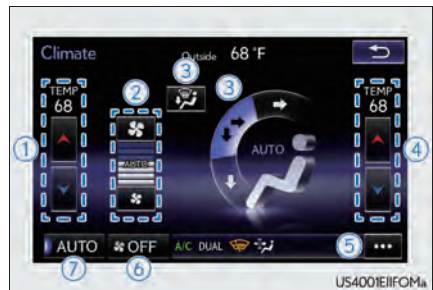 Climate
Outside 68 °F
③
③
②
TEMP
68
TEMP
68
①
AUTO
AUTO
④
⑤
AUTO
OFF
A/C DUAL
⑦
⑥
US4001EIIFOMa